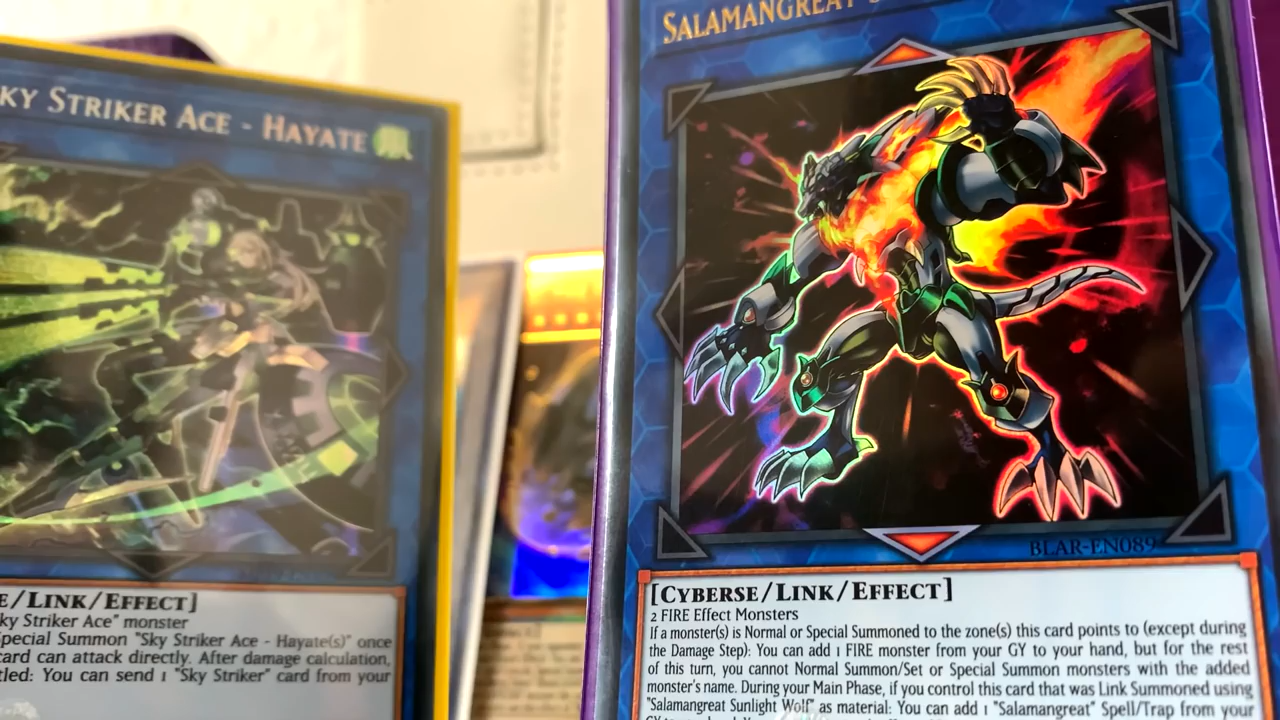 KY STRIKER ACE - HAYATE
E/LINK/EFFECT]
ky Striker Ace" monster
pecial Summon "Sky Striker Ace - Hayate(s)" once
card can attack directly. After damage calculation,
tled: You can send 1 "Sky Striker" card from your
SALAMANGREAT
BLAR-EN089
[CYBERSE/LINK/EFFECT]
2 FIRE Effect Monsters
If a monster(s) is Normal or Special Summoned to the zone(s) this card points to (except during
the Damage Step): You can add 1 FIRE monster from your GY to your hand, but for the rest
of this turn, you cannot Normal Summon/Set or Special Summon monsters with the added
monster's name. During your Main Phase, if you control this card that was Link Summoned using
"Salamangreat Sunlight Wolf" as material: You can add 1 "Salamangreat" Spell/Trap from your